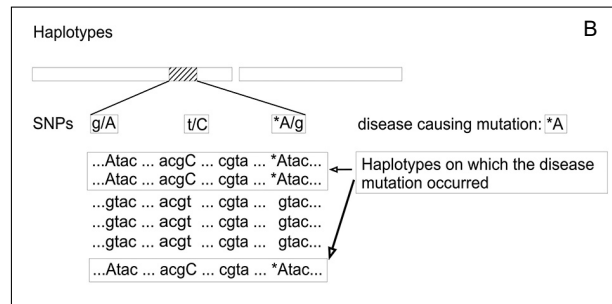 B
Haplotypes
SNPs g/A t/C *A/g disease causing mutation: *A
...Atac ... acgC ... cgta ... *Atac...
...Atac ... acgC ... cgta ... *Atac...
Haplotypes on which the disease
mutation occurred
...gtac ... acgt ... cgta ... gtac...
...gtac ... acgt ... cgta ... gtac...
...gtac ... acgt ... cgta ... gtac...
...Atac ... acgC ... cgta ... *Atac...